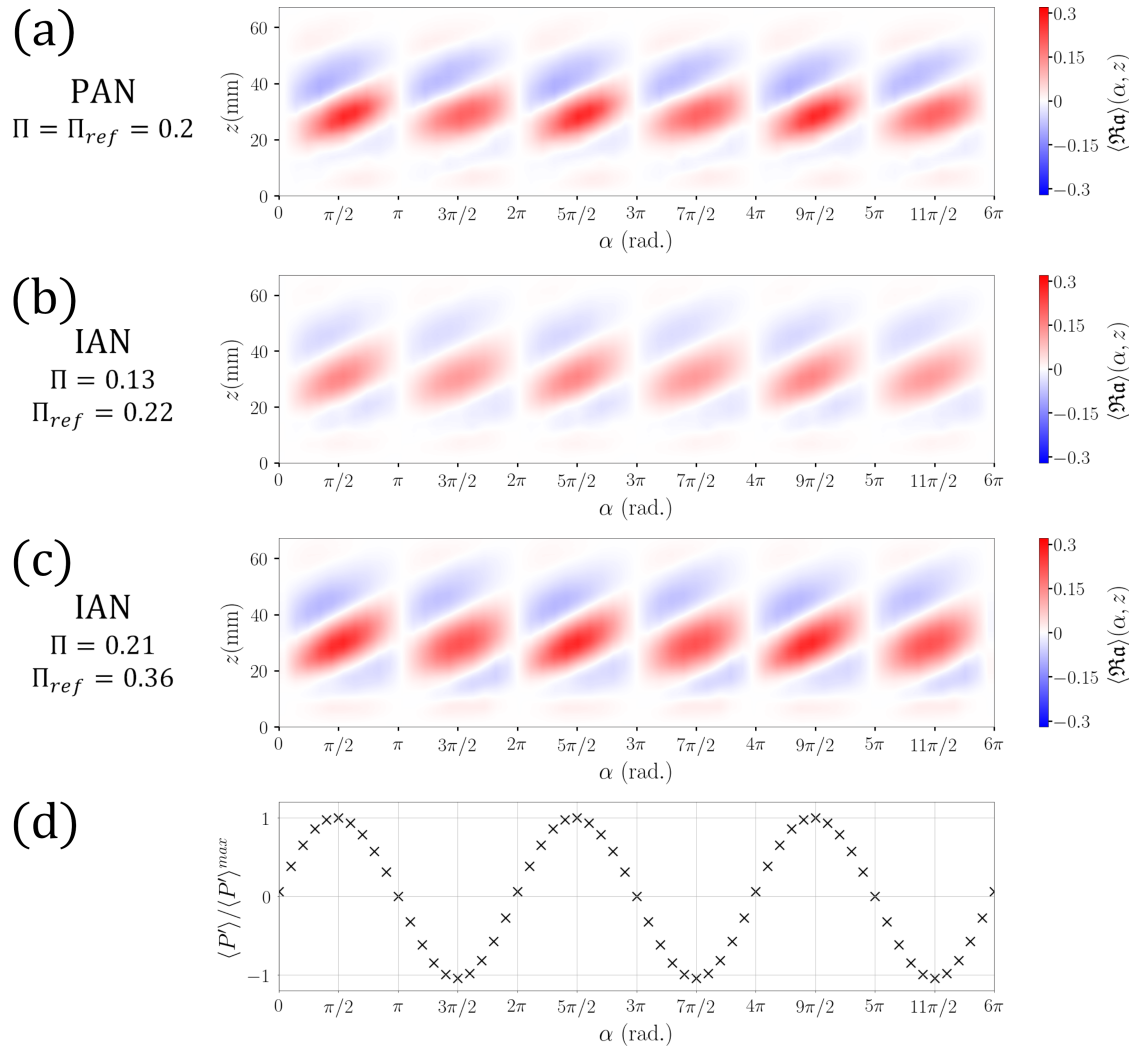 (a)
PAN
Π = Π_ref = 0.2
z(mm)
60
40
20
0
0 π/2 π 3π/2 2π 5π/2 3π 7π/2 4π 9π/2 5π 11π/2 6π
α (rad.)
0.3
0.15
0
−0.15
−0.3
⟨ℜa⟩(α, z)
(b)
IAN
Π = 0.13
Π_ref = 0.22
z(mm)
60
40
20
0
0 π/2 π 3π/2 2π 5π/2 3π 7π/2 4π 9π/2 5π 11π/2 6π
α (rad.)
0.3
0.15
0
−0.15
−0.3
⟨ℜa⟩(α, z)
(c)
IAN
Π = 0.21
Π_ref = 0.36
z(mm)
60
40
20
0
0 π/2 π 3π/2 2π 5π/2 3π 7π/2 4π 9π/2 5π 11π/2 6π
α (rad.)
0.3
0.15
0
−0.15
−0.3
⟨ℜa⟩(α, z)
(d)
⟨P′⟩/⟨P′⟩^max
1
0
−1
0 π/2 π 3π/2 2π 5π/2 3π 7π/2 4π 9π/2 5π 11π/2 6π
α (rad.)